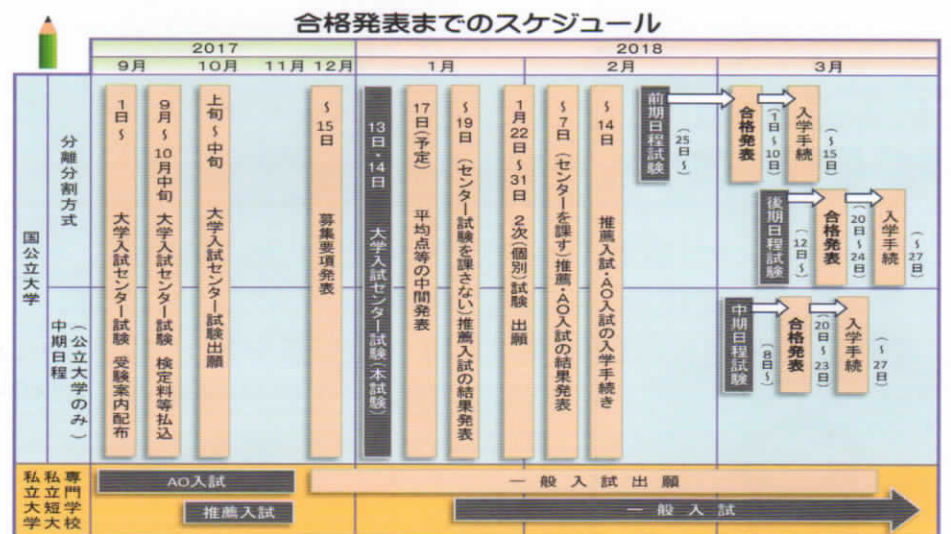 合格発表までのスケジュール
2017
2018
9月
10月
11月
12月
1月
2月
3月
国公立大学
分離分割方式
(公立大学のみ)
中期日程
1日～ 大学入試センター試験 受験案内配布
9月～10月中旬 大学入試センター試験 検定料等払込
上旬～中旬 大学入試センター試験出願
～15日 募集要項発表
13日・14日 大学入試センター試験(本試験)
17日(予定) 平均点等の中間発表
～19日 (センター試験を課さない)推薦入試の結果発表
1月22日～31日 2次(個別)試験 出願
～7日 (センターを課す)推薦・AO入試の結果発表
～14日 推薦入試・AO入試の入学手続き
前期日程試験
(25日～)
合格発表
(1日～10日)
入学手続
(～15日)
後期日程試験
(12日～)
合格発表
(20日～24日)
入学手続
(～27日)
中期日程試験
(8日～)
合格発表
(20日～23日)
入学手続
(～27日)
専門学校
私立短大
私立大学
AO入試
一般入試出願
推薦入試
一般入試